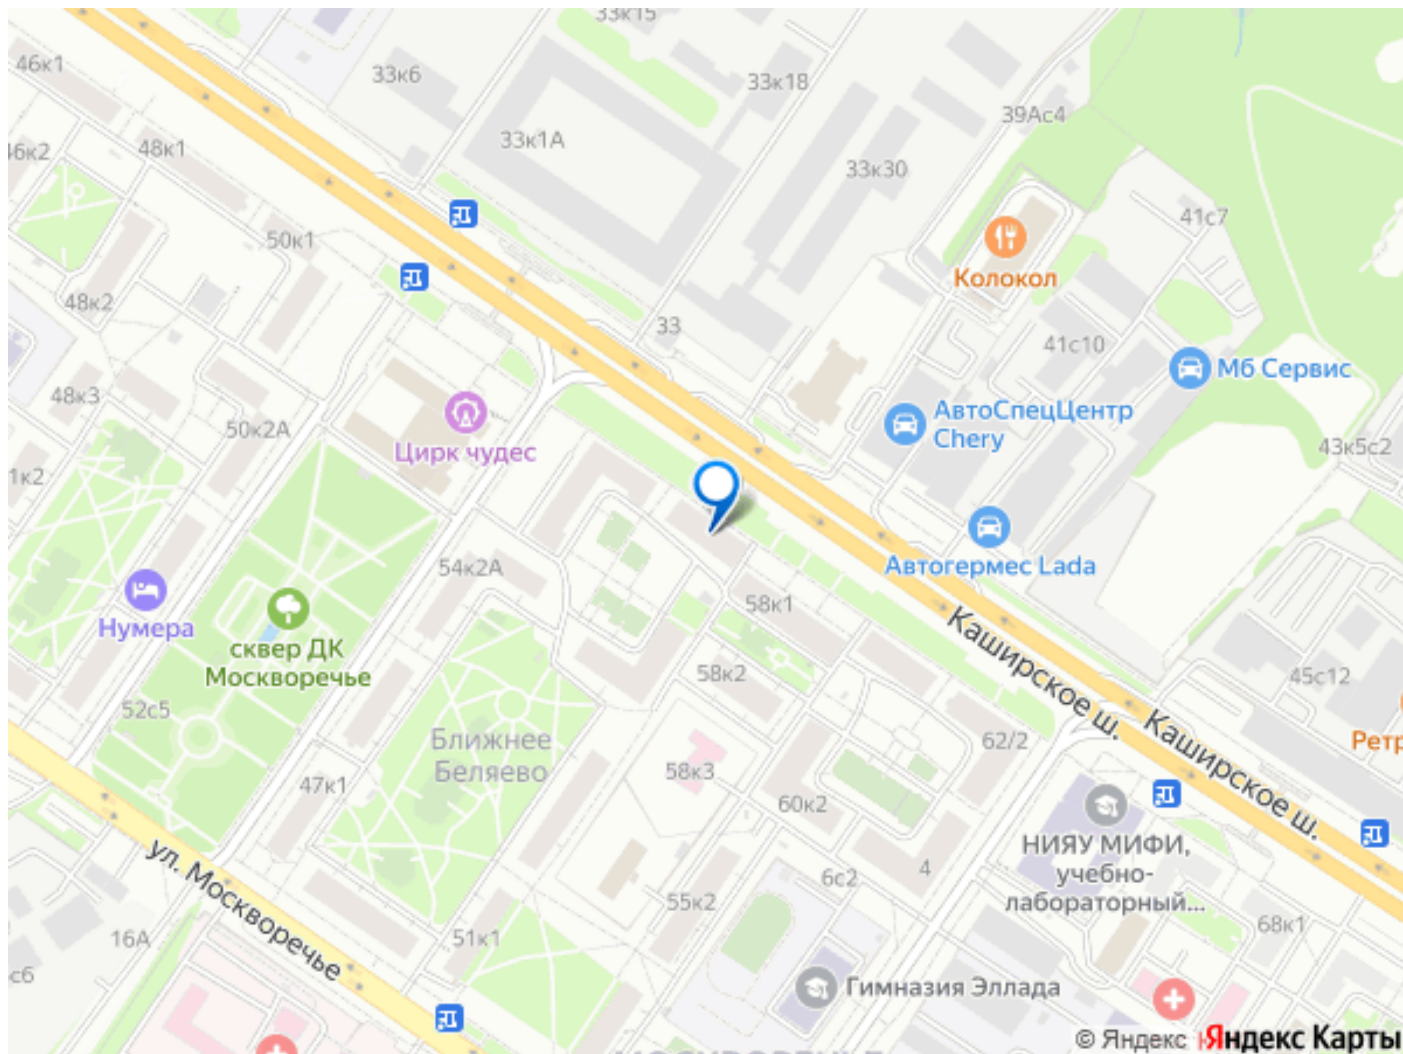 33к15
46к1
33к6
33к18
39Ас4
46к2
48к1
33к1А
33к30
41с7
50к1
Колокол
48к2
33
41с10
Мб Сервис
48к3
АвтоСпецЦентр
Chery
50к2А
Цирк чудес
43к5с2
1к2
54к2А
Автогермес Lada
58к1
Нумера
сквер ДК
Москворечье
Каширское ш.
58к2
45с12
52с5
62/2
Каширское ш.
Ретр
Ближнее
Беляево
58к3
47к1
60к2
НИЯУ МИФИ,
учебно-
лабораторный...
ул. Москворечье
4
6с2
55к2
68к1
16А
51к1
с6
Гимназия Эллада
© Яндекс
Яндекс Карты